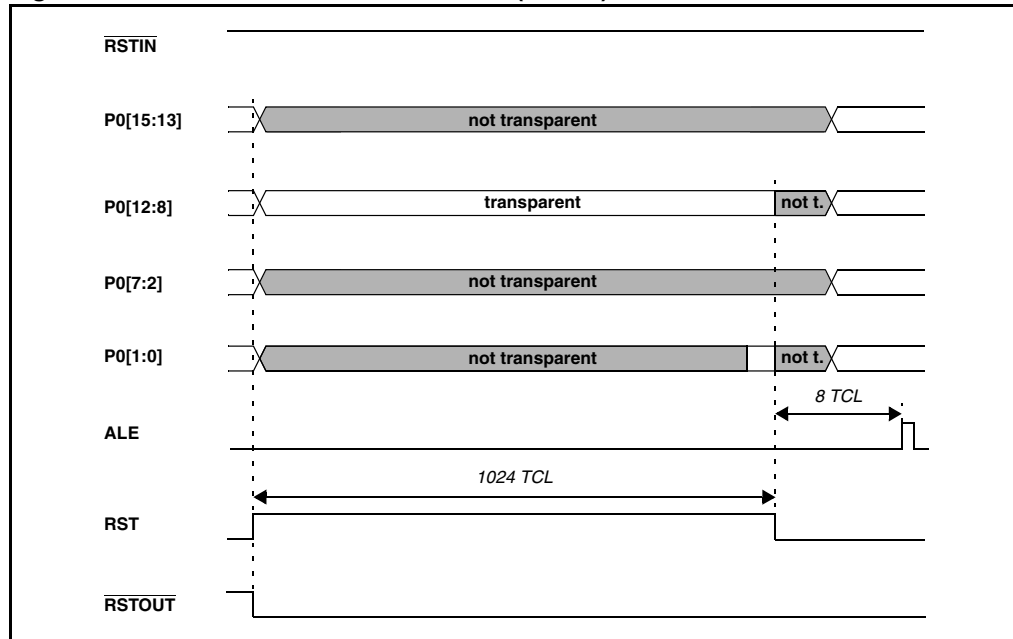 RSTIN
P0[15:13] not transparent
P0[12:8] transparent not t.
P0[7:2] not transparent
P0[1:0] not transparent not t.
8 TCL
ALE
1024 TCL
RST
RSTOUT